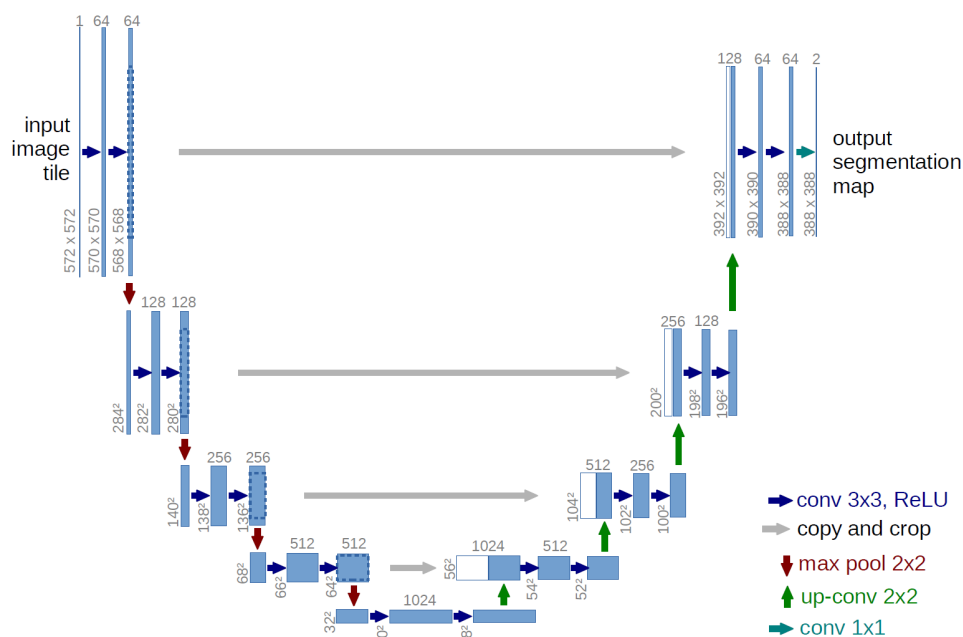 1 64 64
128 64 64 2
input
image
tile
output
segmentation
map
572 x 572
570 x 570
568 x 568
392 x 392
390 x 390
388 x 388
388 x 388
128 128
256 128
284²
282²
280²
200²
198²
196²
256 256
512 256
140²
138²
136²
104²
102²
100²
512 512
1024 512
68²
66²
64²
56²
54²
52²
1024
32²
0²
8²
conv 3x3, ReLU
copy and crop
max pool 2x2
up-conv 2x2
conv 1x1